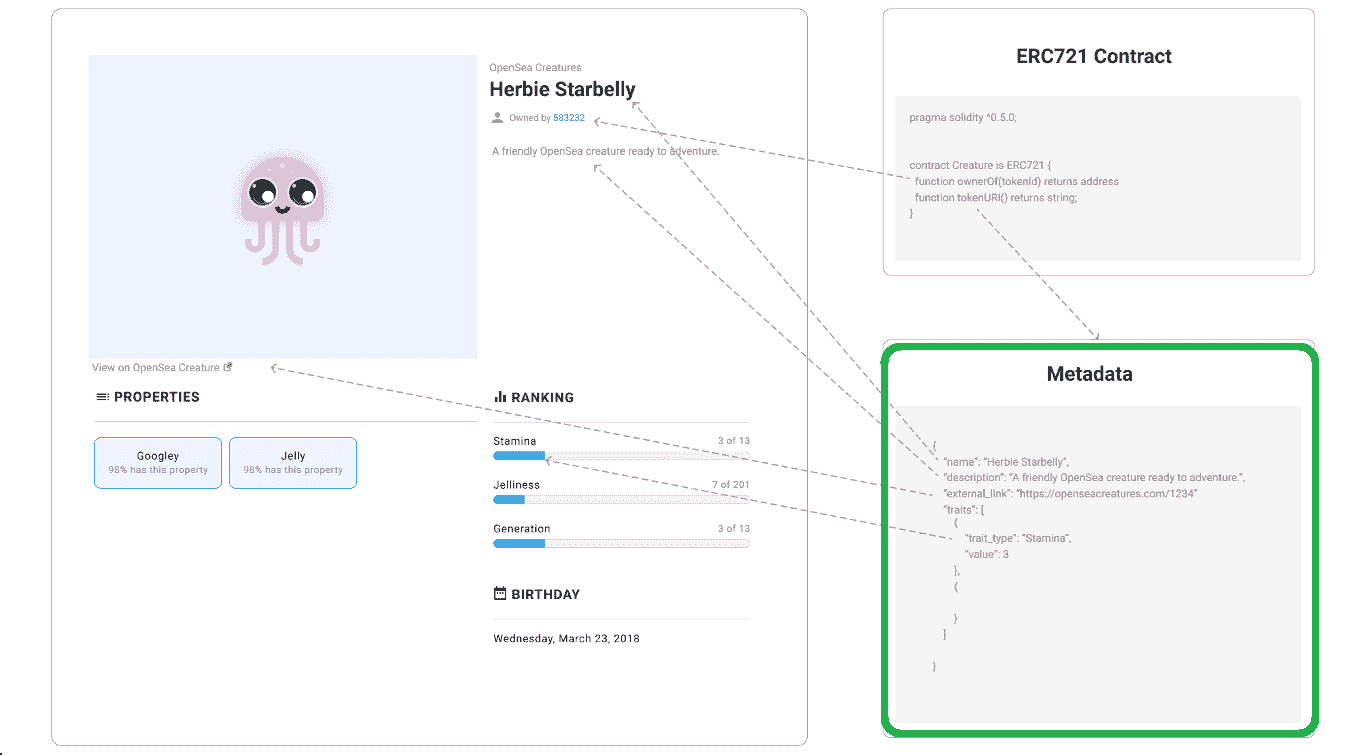 OpenSea Creatures
Herbie Starbelly
Owned by 583232
A friendly OpenSea creature ready to adventure.
View on OpenSea Creature
PROPERTIES
Googley
98% has this property
Jelly
98% has this property
RANKING
Stamina 3 of 13
Jelliness 7 of 201
Generation 3 of 13
BIRTHDAY
Wednesday, March 23, 2018
ERC721 Contract
pragma solidity ^0.5.0;
contract Creature is ERC721 {
function ownerOf(tokenId) returns address
function tokenURI() returns string;
}
Metadata
{
“name”: “Herbie Starbelly”,
“description”: “A friendly OpenSea creature ready to adventure.”,
“external_link”: “https://openseacreatures.com/1234”
“traits”: [
{
“trait_type”: “Stamina”,
“value”: 3
},
{
}
]
}